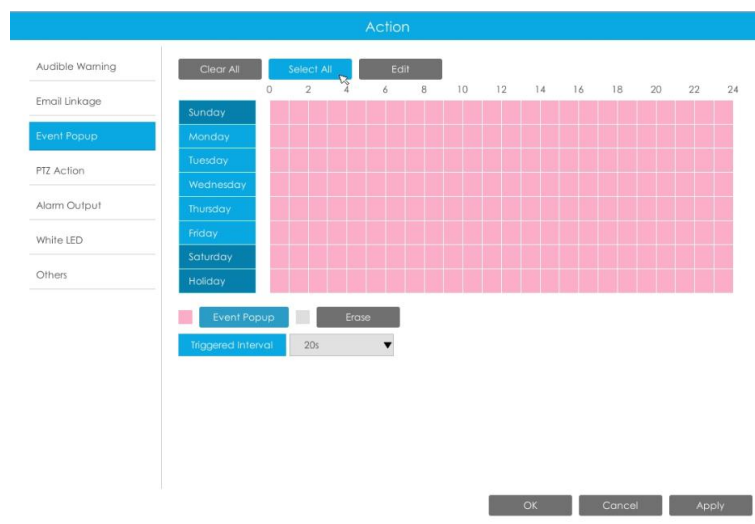 Action
Audible Warning
Email Linkage
Event Popup
PTZ Action
Alarm Output
White LED
Others
Clear All Select All Edit
0 2 4 6 8 10 12 14 16 18 20 22 24
Sunday
Monday
Tuesday
Wednesday
Thursday
Friday
Saturday
Holiday
Event Popup Erase
Triggered Interval 20s
OK Cancel Apply